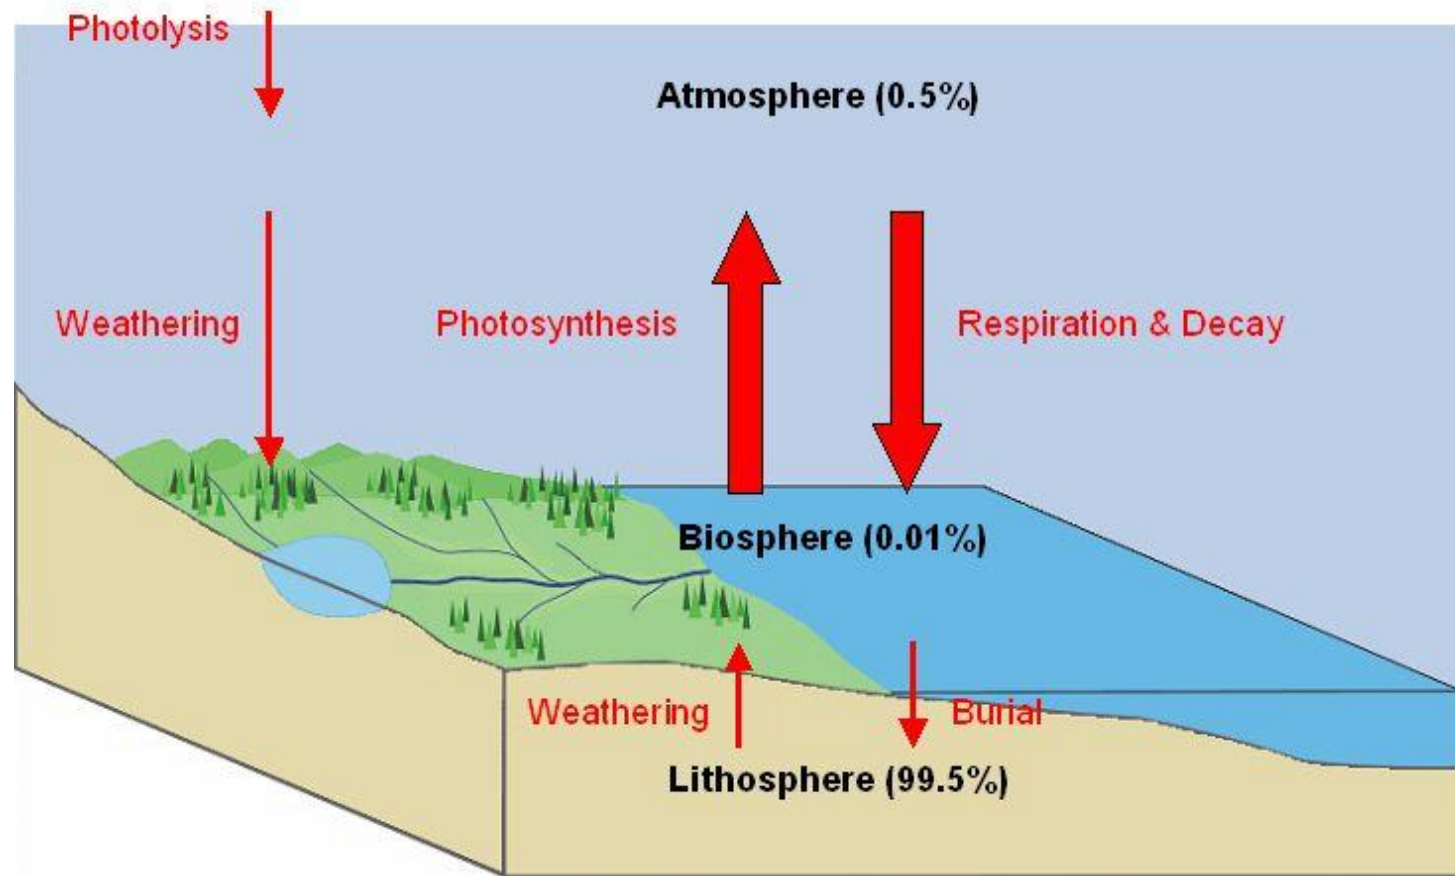 Photolysis
Atmosphere (0.5%)
Weathering
Photosynthesis
Respiration & Decay
Biosphere (0.01%)
Weathering
Burial
Lithosphere (99.5%)